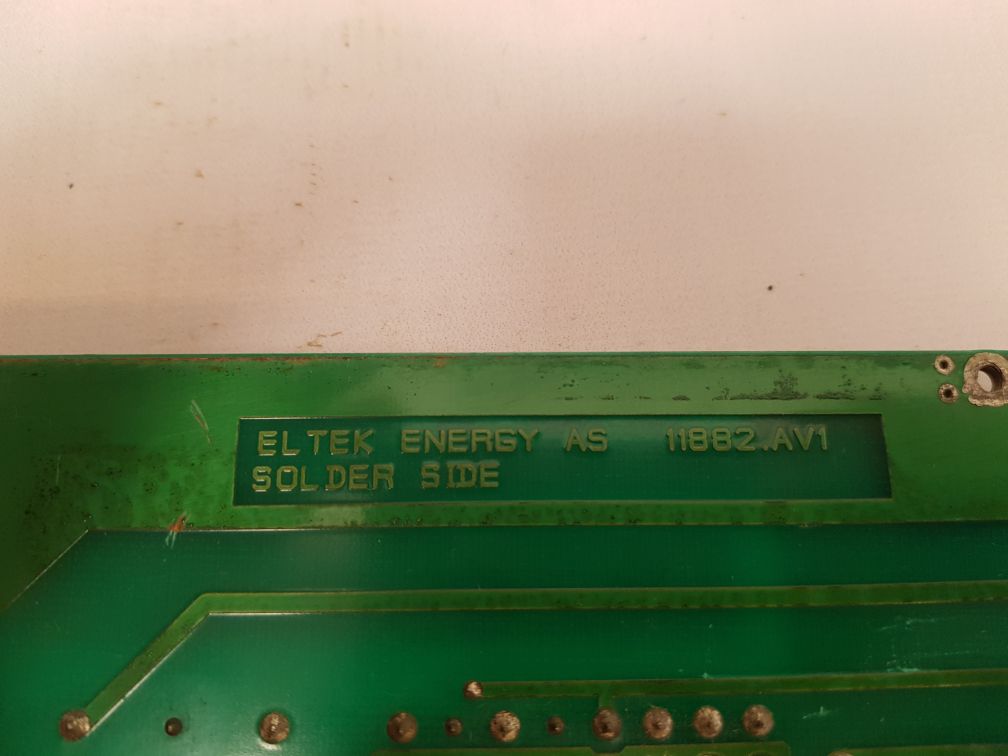 ELTEK ENERGY AS 11882.AV1
SOLDER SIDE